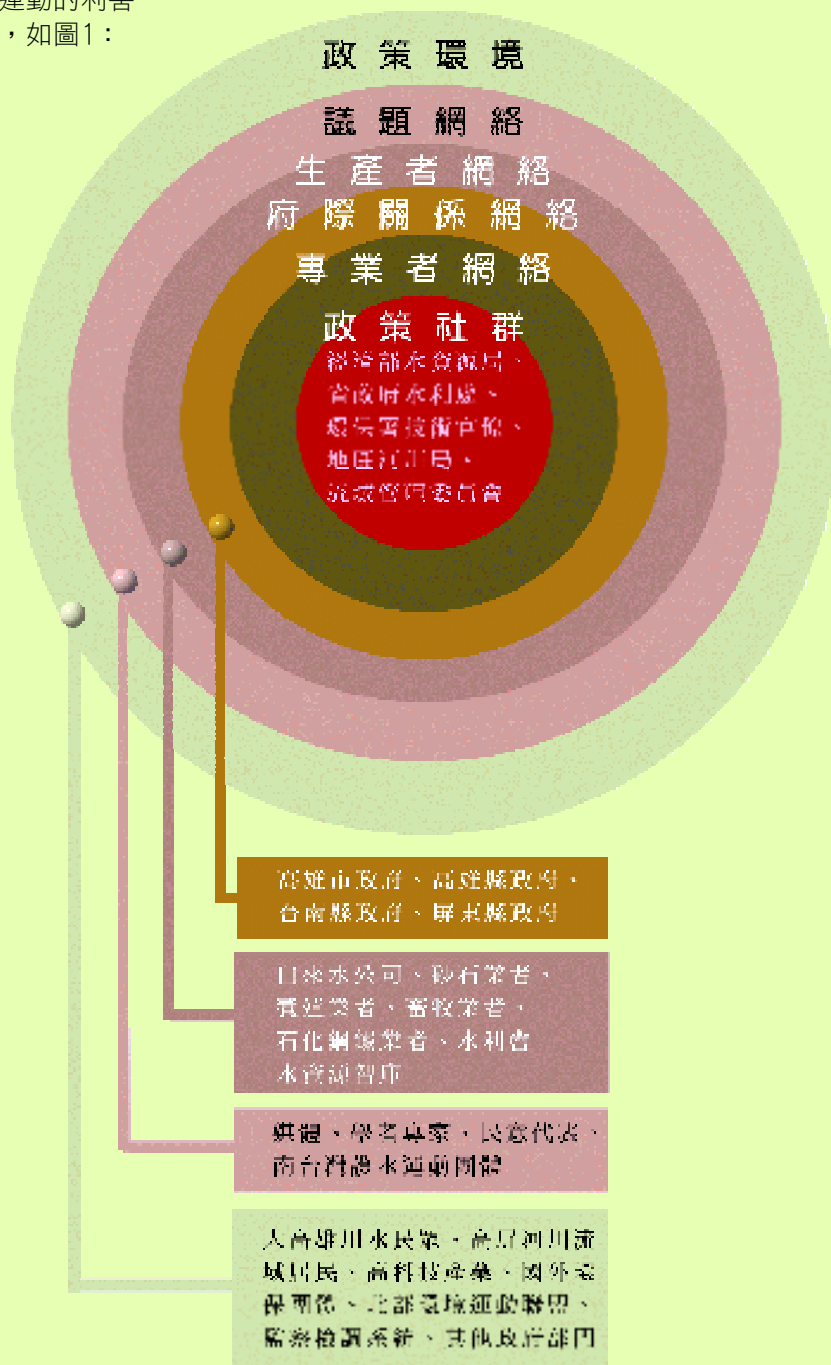 運動的利害
，如圖1：
政策環境
議題網絡
生產者網絡
府際關係網絡
專業者網絡
政策社群
經濟部水資源局、
省政府水利處、
環保署技術官僚、
地區河川局、
流域管理委員會
高雄市政府、高雄縣政府、
台南縣政府、屏東縣政府
自來水公司、砂石業者、
養殖業者、畜牧業者、
石化鋼鐵業者、水利會
水資源智庫
媒體、學者專家、民意代表、
南台灣護水運動團體
大高雄用水民眾、高屏河川流
域居民、高科技產業、國外環
保團體、北部環境運動聯盟、
監察檢調系統、其他政府部門